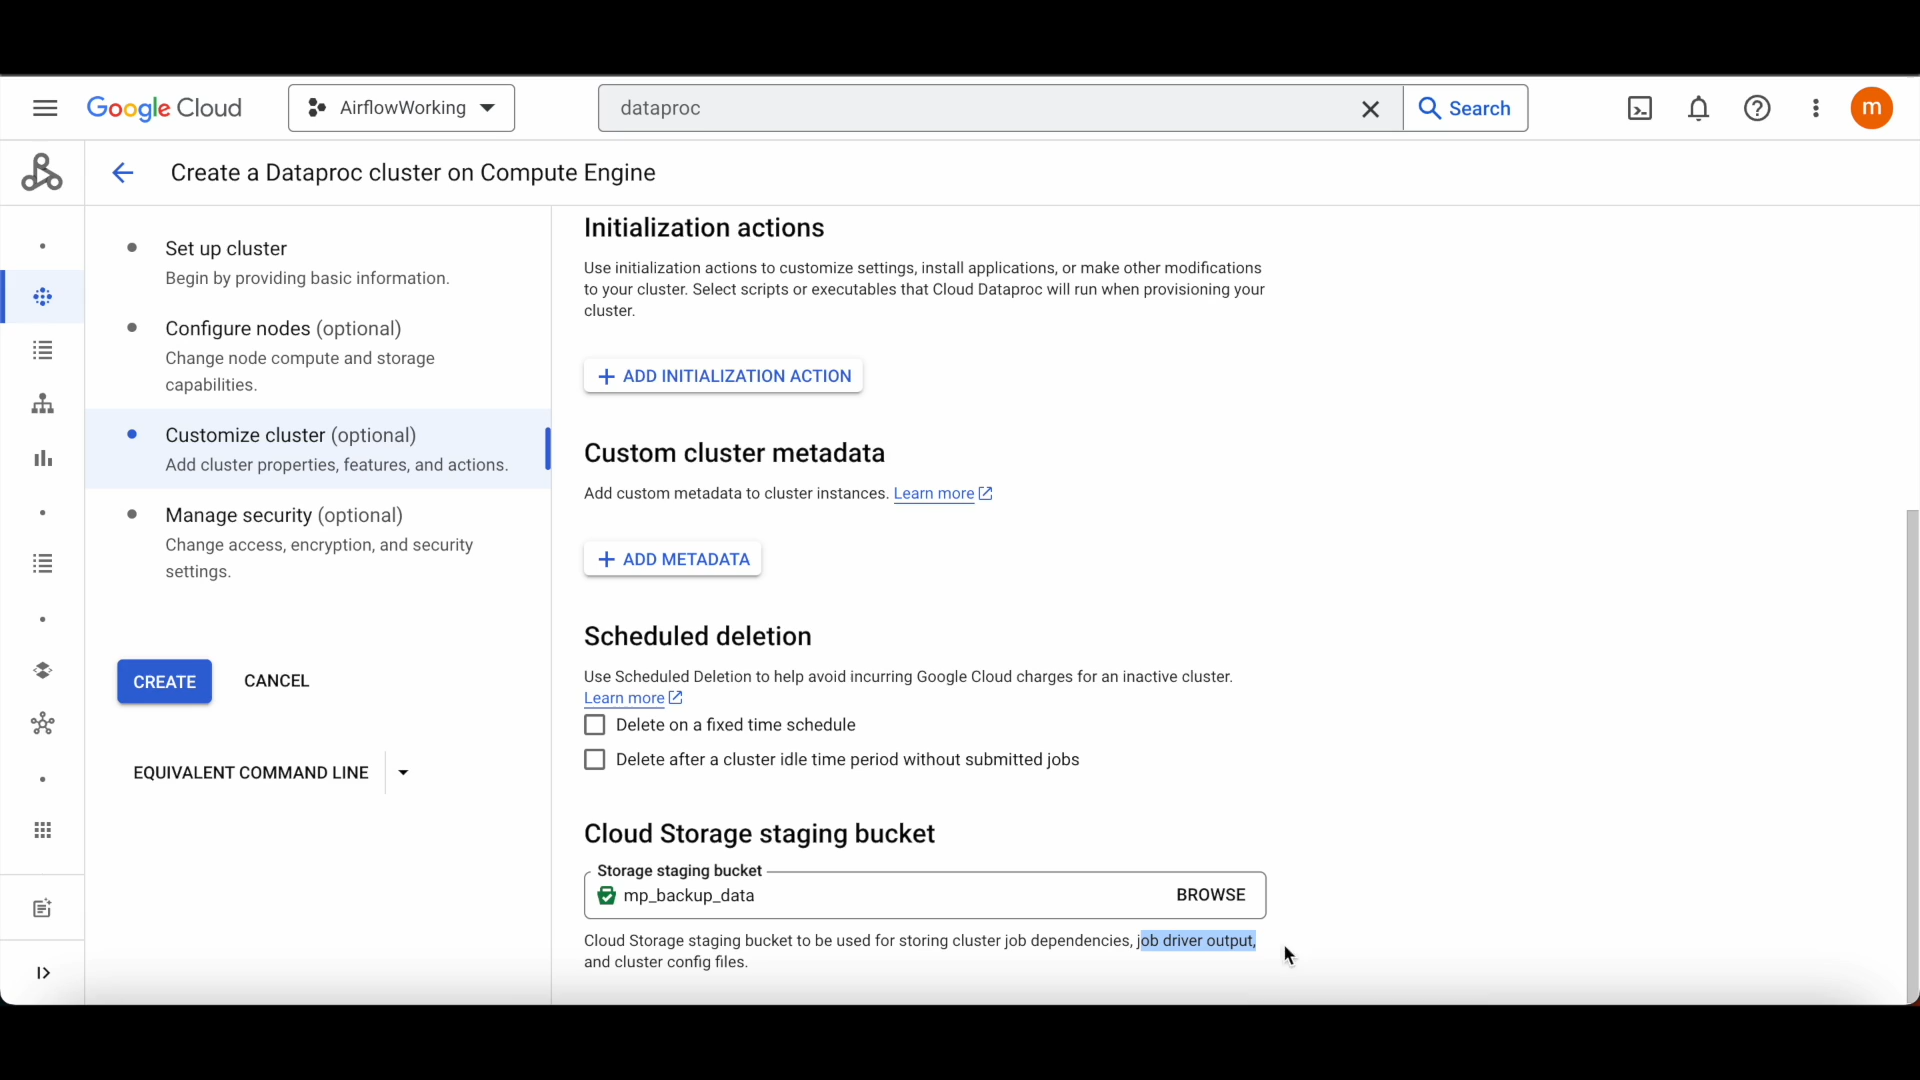 Google Cloud
AirflowWorking
dataproc
Search
m
Create a Dataproc cluster on Compute Engine
Set up cluster
Begin by providing basic information.
Configure nodes (optional)
Change node compute and storage
capabilities.
Customize cluster (optional)
Add cluster properties, features, and actions.
Manage security (optional)
Change access, encryption, and security
settings.
CREATE
CANCEL
EQUIVALENT COMMAND LINE
Initialization actions
Use initialization actions to customize settings, install applications, or make other modifications
to your cluster. Select scripts or executables that Cloud Dataproc will run when provisioning your
cluster.
ADD INITIALIZATION ACTION
Custom cluster metadata
Add custom metadata to cluster instances. Learn more
ADD METADATA
Scheduled deletion
Use Scheduled Deletion to help avoid incurring Google Cloud charges for an inactive cluster.
Learn more
Delete on a fixed time schedule
Delete after a cluster idle time period without submitted jobs
Cloud Storage staging bucket
Storage staging bucket
mp_backup_data
BROWSE
Cloud Storage staging bucket to be used for storing cluster job dependencies, job driver output,
and cluster config files.